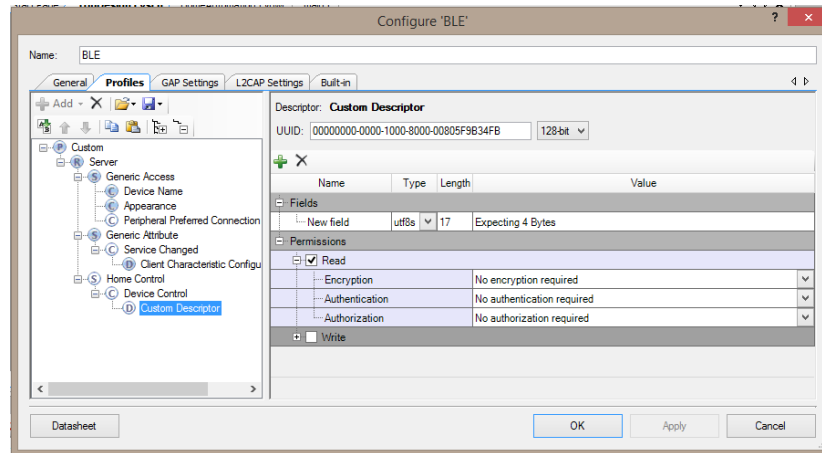 Configure 'BLE'
?
Name: BLE
General Profiles GAP Settings L2CAP Settings Built-in
Add
Custom
Server
Generic Access
Device Name
Appearance
Peripheral Preferred Connection
Generic Attribute
Service Changed
Client Characteristic Configu
Home Control
Device Control
Custom Descriptor
Descriptor: Custom Descriptor
UUID: 00000000-0000-1000-8000-00805F9B34FB 128-bit
Name Type Length Value
Fields
New field utf8s 17 Expecting 4 Bytes
Permissions
Read
Encryption No encryption required
Authentication No authentication required
Authorization No authorization required
Write
Datasheet OK Apply Cancel